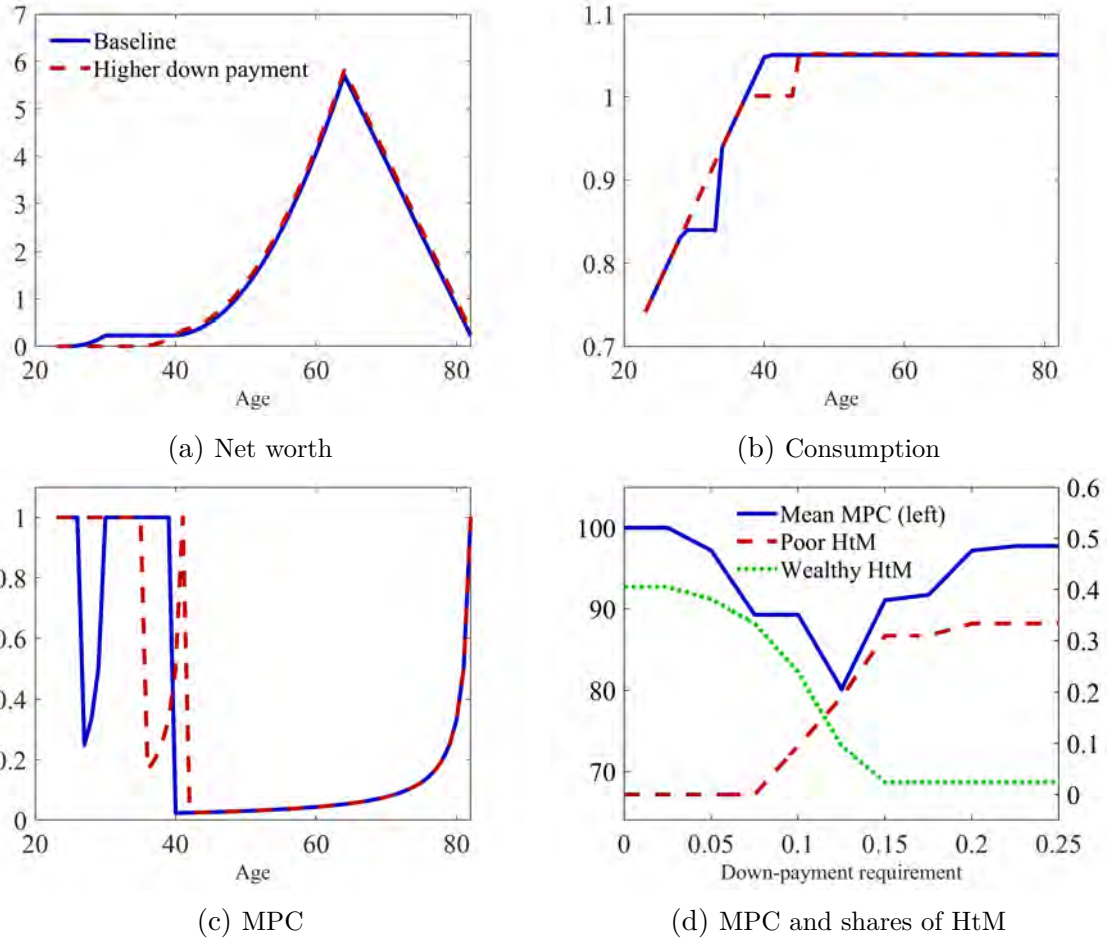 7
6
5
4
3
2
1
0
Baseline
Higher down payment
20 40 60 80
Age
(a) Net worth
1.1
1
0.9
0.8
0.7
20 40 60 80
Age
(b) Consumption
1
0.8
0.6
0.4
0.2
0
20 40 60 80
Age
(c) MPC
100
90
80
70
Mean MPC (left)
Poor HtM
Wealthy HtM
0.6
0.5
0.4
0.3
0.2
0.1
0
0 0.05 0.1 0.15 0.2 0.25
Down-payment requirement
(d) MPC and shares of HtM